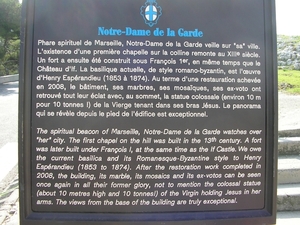 Notre-Dame de la Garde
Phare spirituel de Marseille, Notre-Dame de la Garde veille sur "sa" ville.
L'existence d'une première chapelle sur la colline remonte au XIIIe siècle.
Un fort a ensuite été construit sous François 1er, en même temps que le
Château d'If. La basilique actuelle, de style romano-byzantin, est l'œuvre
d'Henry Espérandieu (1853 à 1874). Au terme d'une restauration achevée
en 2008, le bâtiment, ses marbres, ses mosaïques, ses ex-voto ont
retrouvé tout leur éclat avec, au sommet, la statue colossale (environ 10 m
pour 10 tonnes !) de la Vierge tenant dans ses bras Jésus. Le panorama
qui se révèle depuis le pied de l'édifice est exceptionnel.
The spiritual beacon of Marseille, Notre-Dame de la Garde watches over
"her" city. The first chapel on the hill was built in the 13th century. A fort
was later built under François I, at the same time as the If Castle. We owe
the current basilica and its Romanesque-Byzantine style to Henry
Espérandieu (1853 to 1874). After the restoration work completed in
2008, the building, its marble, its mosaics and its ex-votos can be seen
once again in all their former glory, not to mention the colossal statue
(about 10 metres high and 10 tonnes!) of the Virgin holding Jesus in her
arms. The views from the base of the building are truly exceptional.